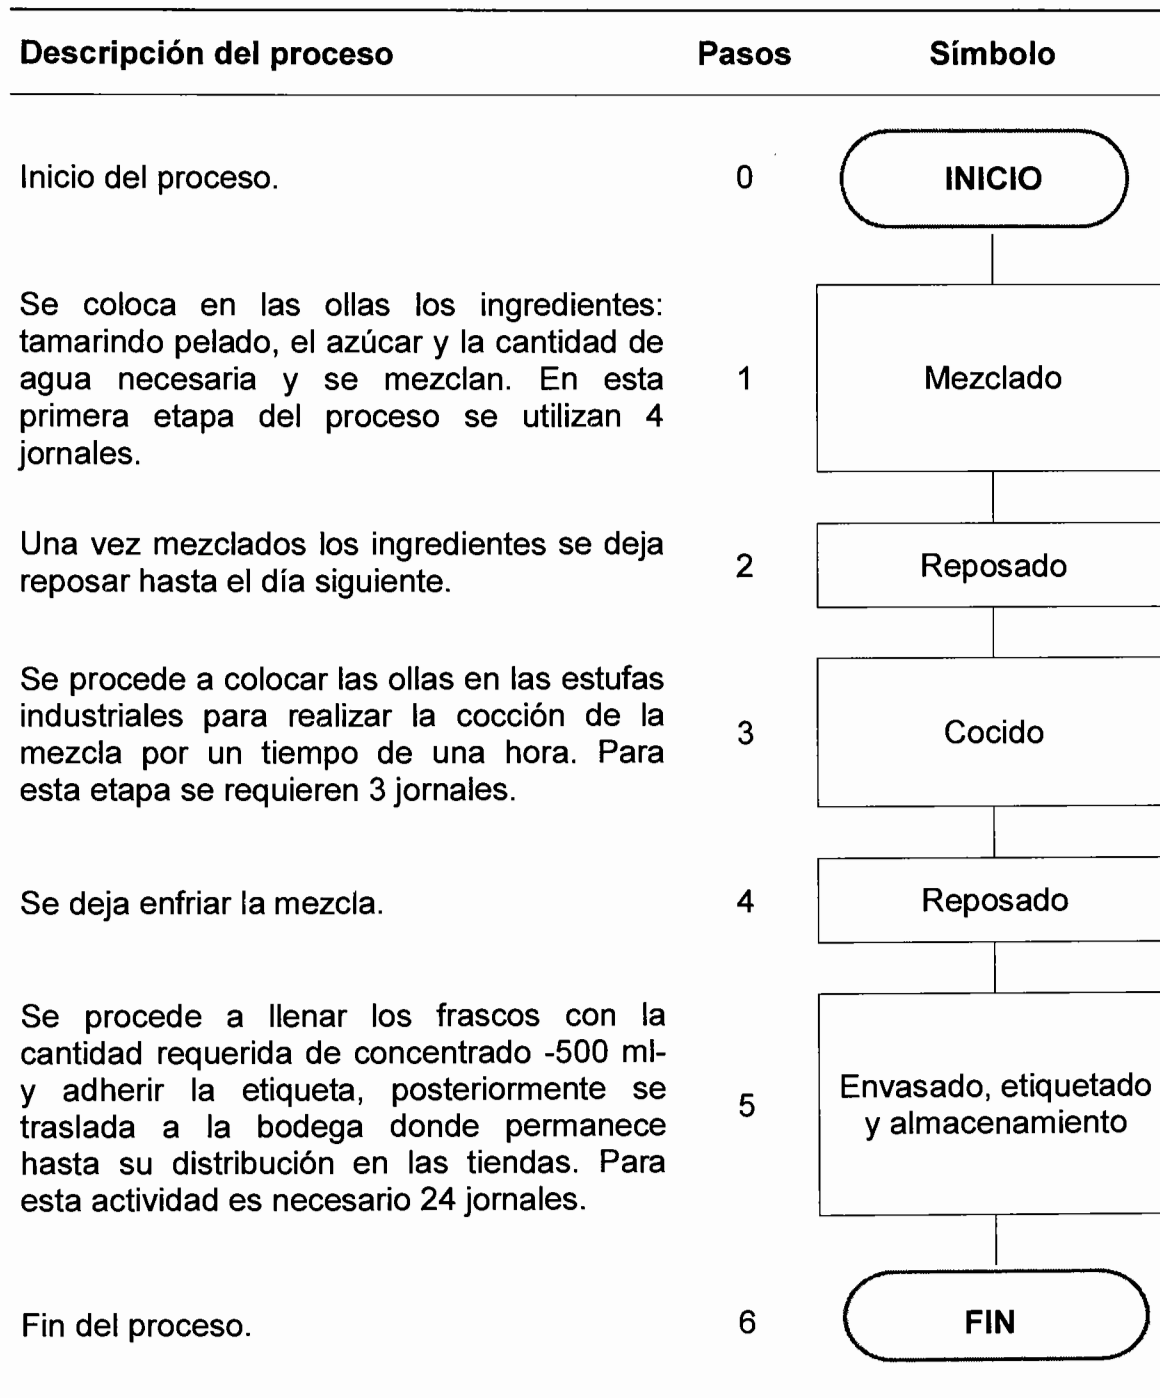 Descripción del proceso Pasos Símbolo
Inicio del proceso. 0 INICIO
Se coloca en las ollas los ingredientes:
tamarindo pelado, el azúcar y la cantidad de
agua necesaria y se mezclan. En esta 1 Mezclado
primera etapa del proceso se utilizan 4
jornales.
Una vez mezclados los ingredientes se deja
reposar hasta el día siguiente. 2 Reposado
Se procede a colocar las ollas en las estufas
industriales para realizar la cocción de la
mezcla por un tiempo de una hora. Para 3 Cocido
esta etapa se requieren 3 jornales.
Se deja enfriar la mezcla. 4 Reposado
Se procede a llenar los frascos con la
cantidad requerida de concentrado -500 ml-
y adherir la etiqueta, posteriormente se 5 Envasado, etiquetado
traslada a la bodega donde permanece y almacenamiento
hasta su distribución en las tiendas. Para
esta actividad es necesario 24 jornales.
Fin del proceso. 6 FIN